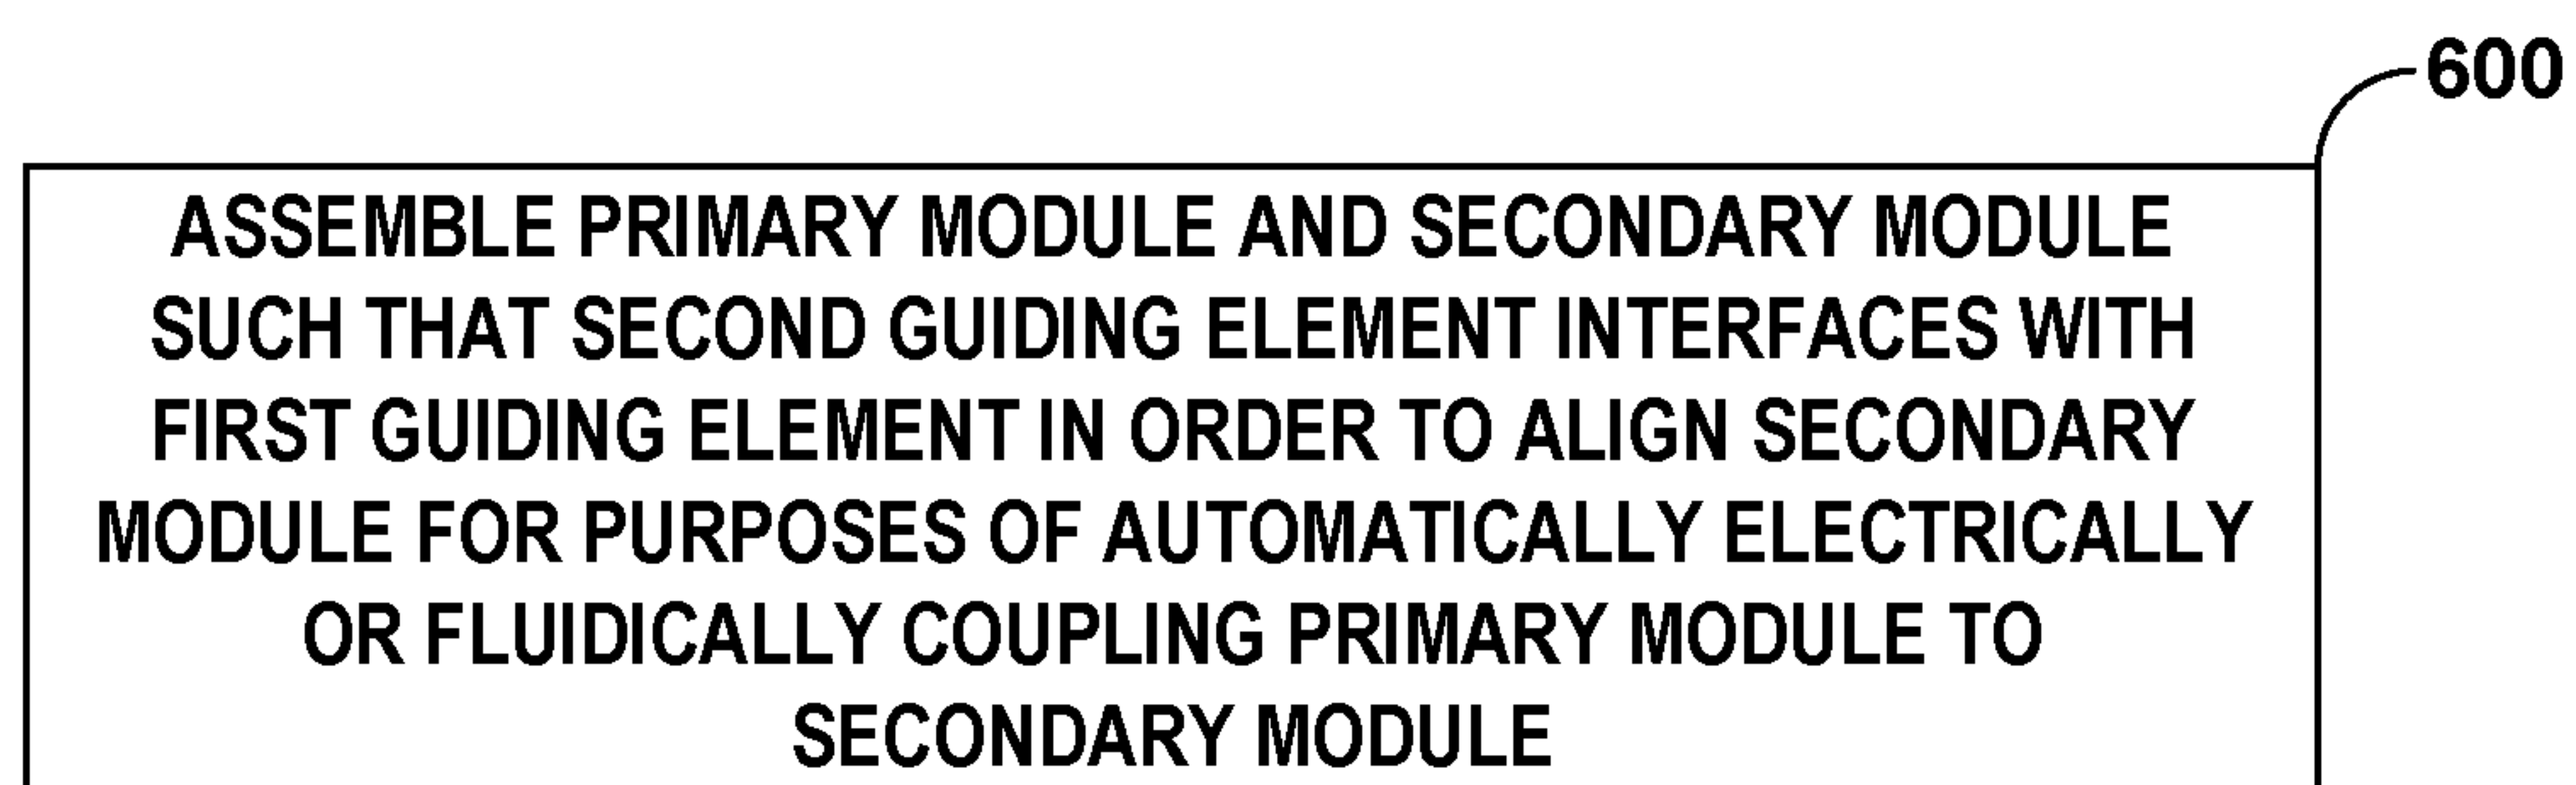 600
ASSEMBLE PRIMARY MODULE AND SECONDARY MODULE
SUCH THAT SECOND GUIDING ELEMENT INTERFACES WITH
FIRST GUIDING ELEMENT IN ORDER TO ALIGN SECONDARY
MODULE FOR PURPOSES OF AUTOMATICALLY ELECTRICALLY
OR FLUIDICALLY COUPLING PRIMARY MODULE TO
SECONDARY MODULE